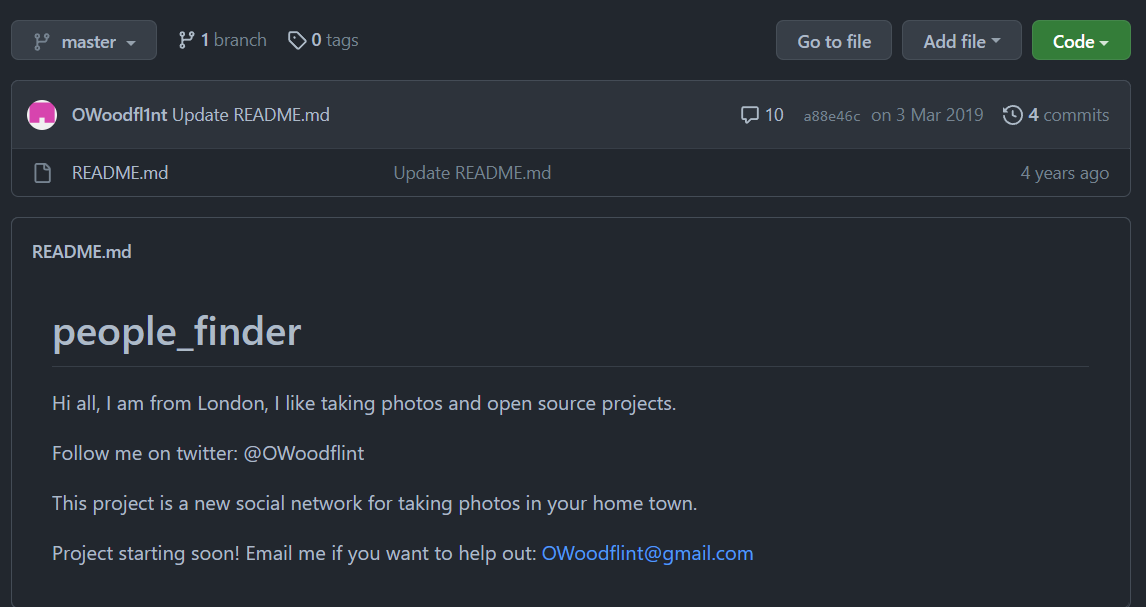 master 1 branch 0 tags Go to file Add file Code
OWoodfl1nt Update README.md 10 a88e46c on 3 Mar 2019 4 commits
README.md Update README.md 4 years ago
README.md
people_finder
Hi all, I am from London, I like taking photos and open source projects.
Follow me on twitter: @OWoodflint
This project is a new social network for taking photos in your home town.
Project starting soon! Email me if you want to help out: OWoodflint@gmail.com